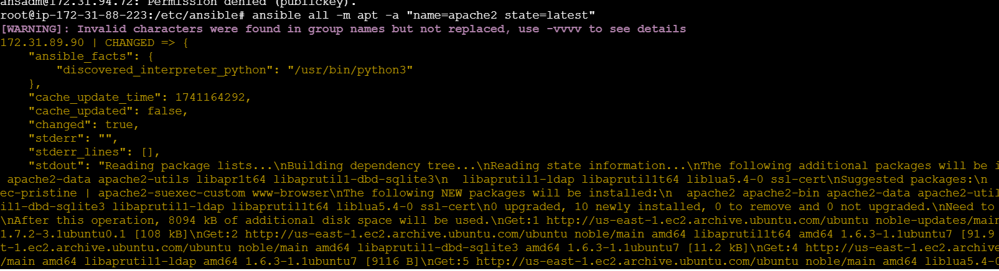 ansadm@172.31.94.72: Permission denied (publickey).
root@ip-172-31-88-223:/etc/ansible# ansible all -m apt -a "name=apache2 state=latest"
[WARNING]: Invalid characters were found in group names but not replaced, use -vvvv to see details
172.31.89.90 | CHANGED => {
    "ansible_facts": {
        "discovered_interpreter_python": "/usr/bin/python3"
    },
    "cache_update_time": 1741164292,
    "cache_updated": false,
    "changed": true,
    "stderr": "",
    "stderr_lines": [],
    "stdout": "Reading package lists...\nBuilding dependency tree...\nReading state information...\nThe following additional packages will be i
 apache2-data apache2-utils libapr1t64 libaprutil1-dbd-sqlite3\n  libaprutil1-ldap libaprutil1t64 liblua5.4-0 ssl-cert\nSuggested packages:\n
ec-pristine | apache2-suexec-custom www-browser\nThe following NEW packages will be installed:\n  apache2 apache2-bin apache2-data apache2-util
il1-dbd-sqlite3 libaprutil1-ldap libaprutil1t64 liblua5.4-0 ssl-cert\n0 upgraded, 10 newly installed, 0 to remove and 0 not upgraded.\nNeed to
\nAfter this operation, 8094 kB of additional disk space will be used.\nGet:1 http://us-east-1.ec2.archive.ubuntu.com/ubuntu noble-updates/main
1.7.2-3.1ubuntu0.1 [108 kB]\nGet:2 http://us-east-1.ec2.archive.ubuntu.com/ubuntu noble/main amd64 libaprutil1t64 amd64 1.6.3-1.1ubuntu7 [91.9
t-1.ec2.archive.ubuntu.com/ubuntu noble/main amd64 libaprutil1-dbd-sqlite3 amd64 1.6.3-1.1ubuntu7 [11.2 kB]\nGet:4 http://us-east-1.ec2.archive
/main amd64 libaprutil1-ldap amd64 1.6.3-1.1ubuntu7 [9116 B]\nGet:5 http://us-east-1.ec2.archive.ubuntu.com/ubuntu noble/main amd64 liblua5.4-0